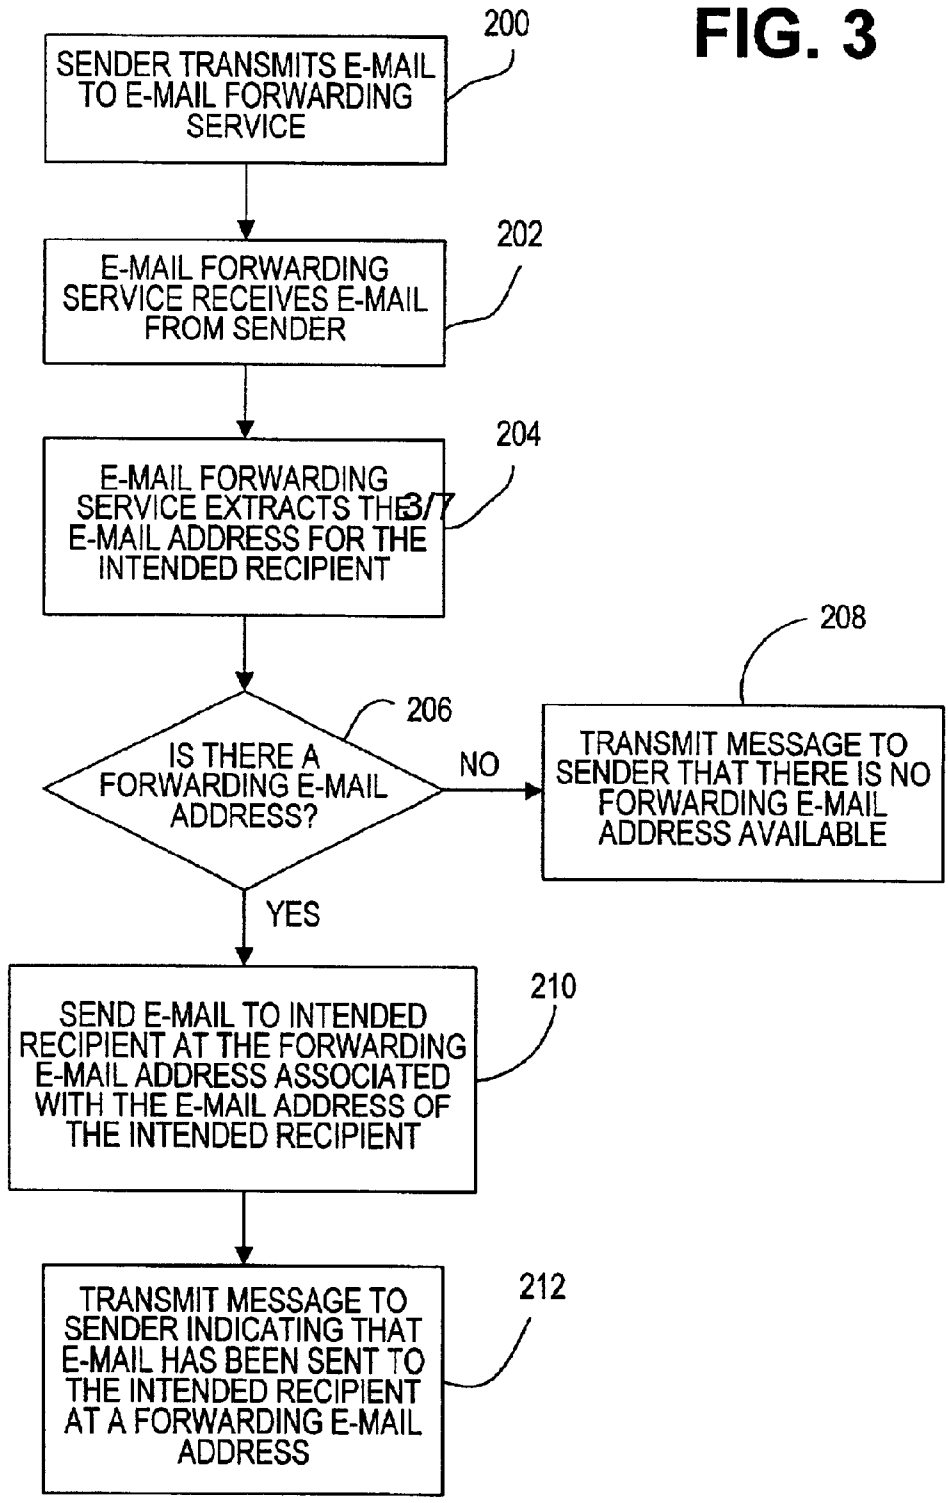 FIG. 3
200
SENDER TRANSMITS E-MAIL
TO E-MAIL FORWARDING
SERVICE
202
E-MAIL FORWARDING
SERVICE RECEIVES E-MAIL
FROM SENDER
204
E-MAIL FORWARDING
SERVICE EXTRACTS THE
3/7
E-MAIL ADDRESS FOR THE
INTENDED RECIPIENT
206
IS THERE A
FORWARDING E-MAIL
ADDRESS?
NO
208
TRANSMIT MESSAGE TO
SENDER THAT THERE IS NO
FORWARDING E-MAIL
ADDRESS AVAILABLE
YES
210
SEND E-MAIL TO INTENDED
RECIPIENT AT THE FORWARDING
E-MAIL ADDRESS ASSOCIATED
WITH THE E-MAIL ADDRESS OF
THE INTENDED RECIPIENT
212
TRANSMIT MESSAGE TO
SENDER INDICATING THAT
E-MAIL HAS BEEN SENT TO
THE INTENDED RECIPIENT
AT A FORWARDING E-MAIL
ADDRESS